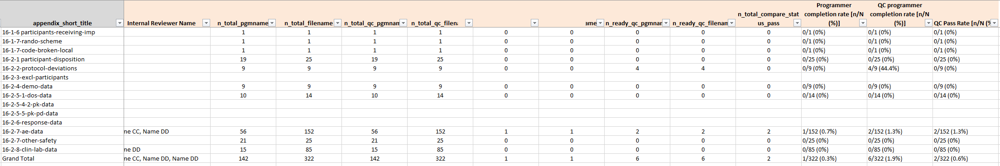 appendix_short_title Internal Reviewer Name n_total_pgmname n_total_filename n_total_qc_pgmnam n_total_qc_filen ame n_ready_qc_pgmna n_ready_qc_filenam n_total_compare_stat
us_pass Programmer
completion rate [n/N
(%)] QC programmer
completion rate [n/N
(%)] QC Pass Rate [n/N (%
16-1-6 participants-receiving-imp 1 1 1 1 0 0 0 0 0 0/1 (0%) 0/1 (0%) 0/1 (0%)
16-1-7-rando-scheme 1 1 1 1 0 0 0 0 0 0/1 (0%) 0/1 (0%) 0/1 (0%)
16-1-7-code-broken-local 1 1 1 1 0 0 0 0 0 0/1 (0%) 0/1 (0%) 0/1 (0%)
16-2-1 participant-disposition 19 25 19 25 0 0 0 0 0 0/25 (0%) 0/25 (0%) 0/25 (0%)
16-2-2-protocol-deviations 9 9 9 9 0 0 4 4 0 0/9 (0%) 4/9 (44.4%) 0/9 (0%)
16-2-3-excl-participants
16-2-4-demo-data 9 9 9 9 0 0 0 0 0 0/9 (0%) 0/9 (0%) 0/9 (0%)
16-2-5-1-dos-data 10 14 10 14 0 0 0 0 0 0/14 (0%) 0/14 (0%) 0/14 (0%)
16-2-5-4-2-pk-data
16-2-5-5-pk-pd-data
16-2-6-response-data
16-2-7-ae-data ne CC, Name DD 56 152 56 152 1 1 2 2 2 1/152 (0.7%) 2/152 (1.3%) 2/152 (1.3%)
16-2-7-other-safety 21 25 21 25 0 0 0 0 0 0/25 (0%) 0/25 (0%) 0/25 (0%)
16-2-8-clin-lab-data ne DD 15 85 15 85 0 0 0 0 0 0/85 (0%) 0/85 (0%) 0/85 (0%)
Grand Total ne CC, Name DD, Name DD 142 322 142 322 1 1 6 6 2 1/322 (0.3%) 6/322 (1.9%) 2/322 (0.6%)